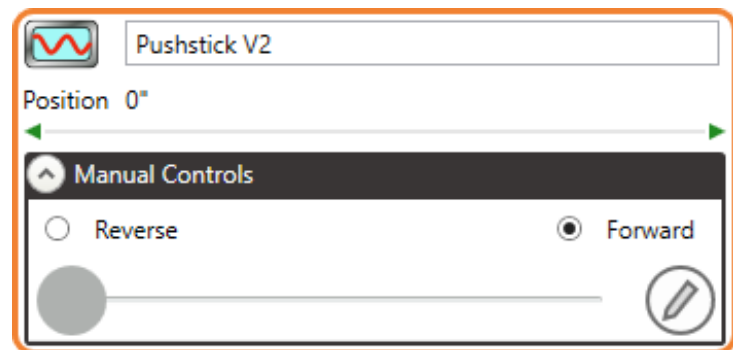 Pushstick V2
Position 0"
Manual Controls
Reverse Forward